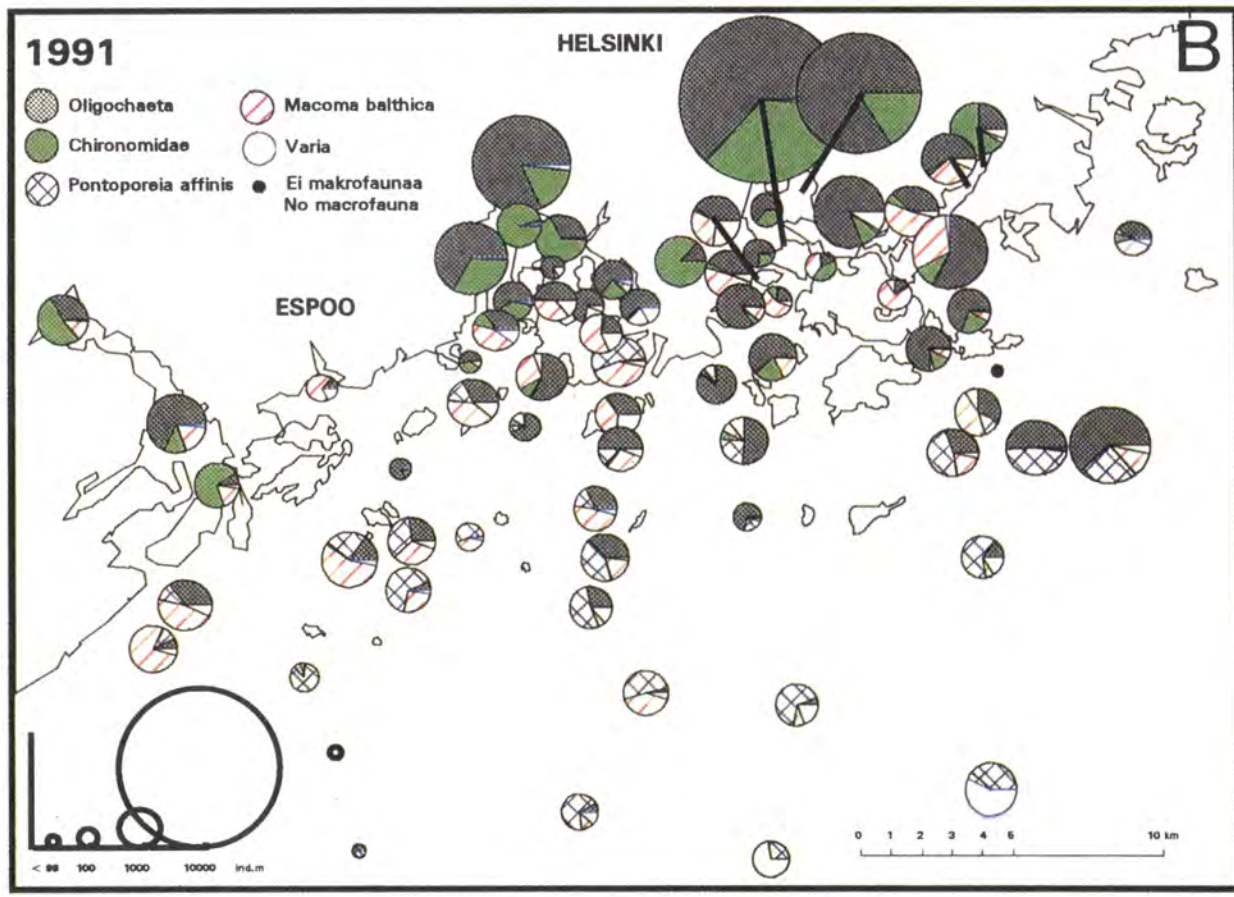 HELSINKI
B
1991
Oligochaeta
Macoma balthica
Chironomidae
Varia
Pontoporeia affinis
Ei makrofaunaa
No macrofauna
ESPOO
0 1 2 3 4 5 10 km
100 1000 10000 ind.m